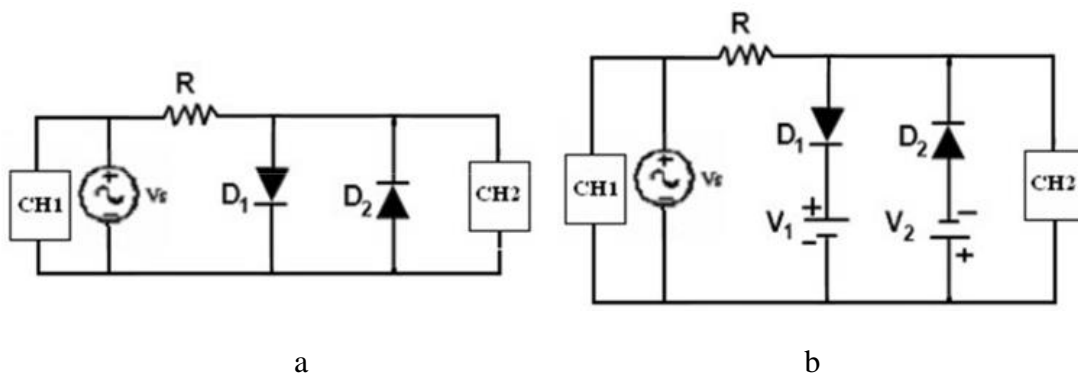 R
CH1
+
-
Vs
D1
D2
CH2
a
R
CH1
+
-
Vs
D1
D2
CH2
V1
+
-
V2
-
+
b